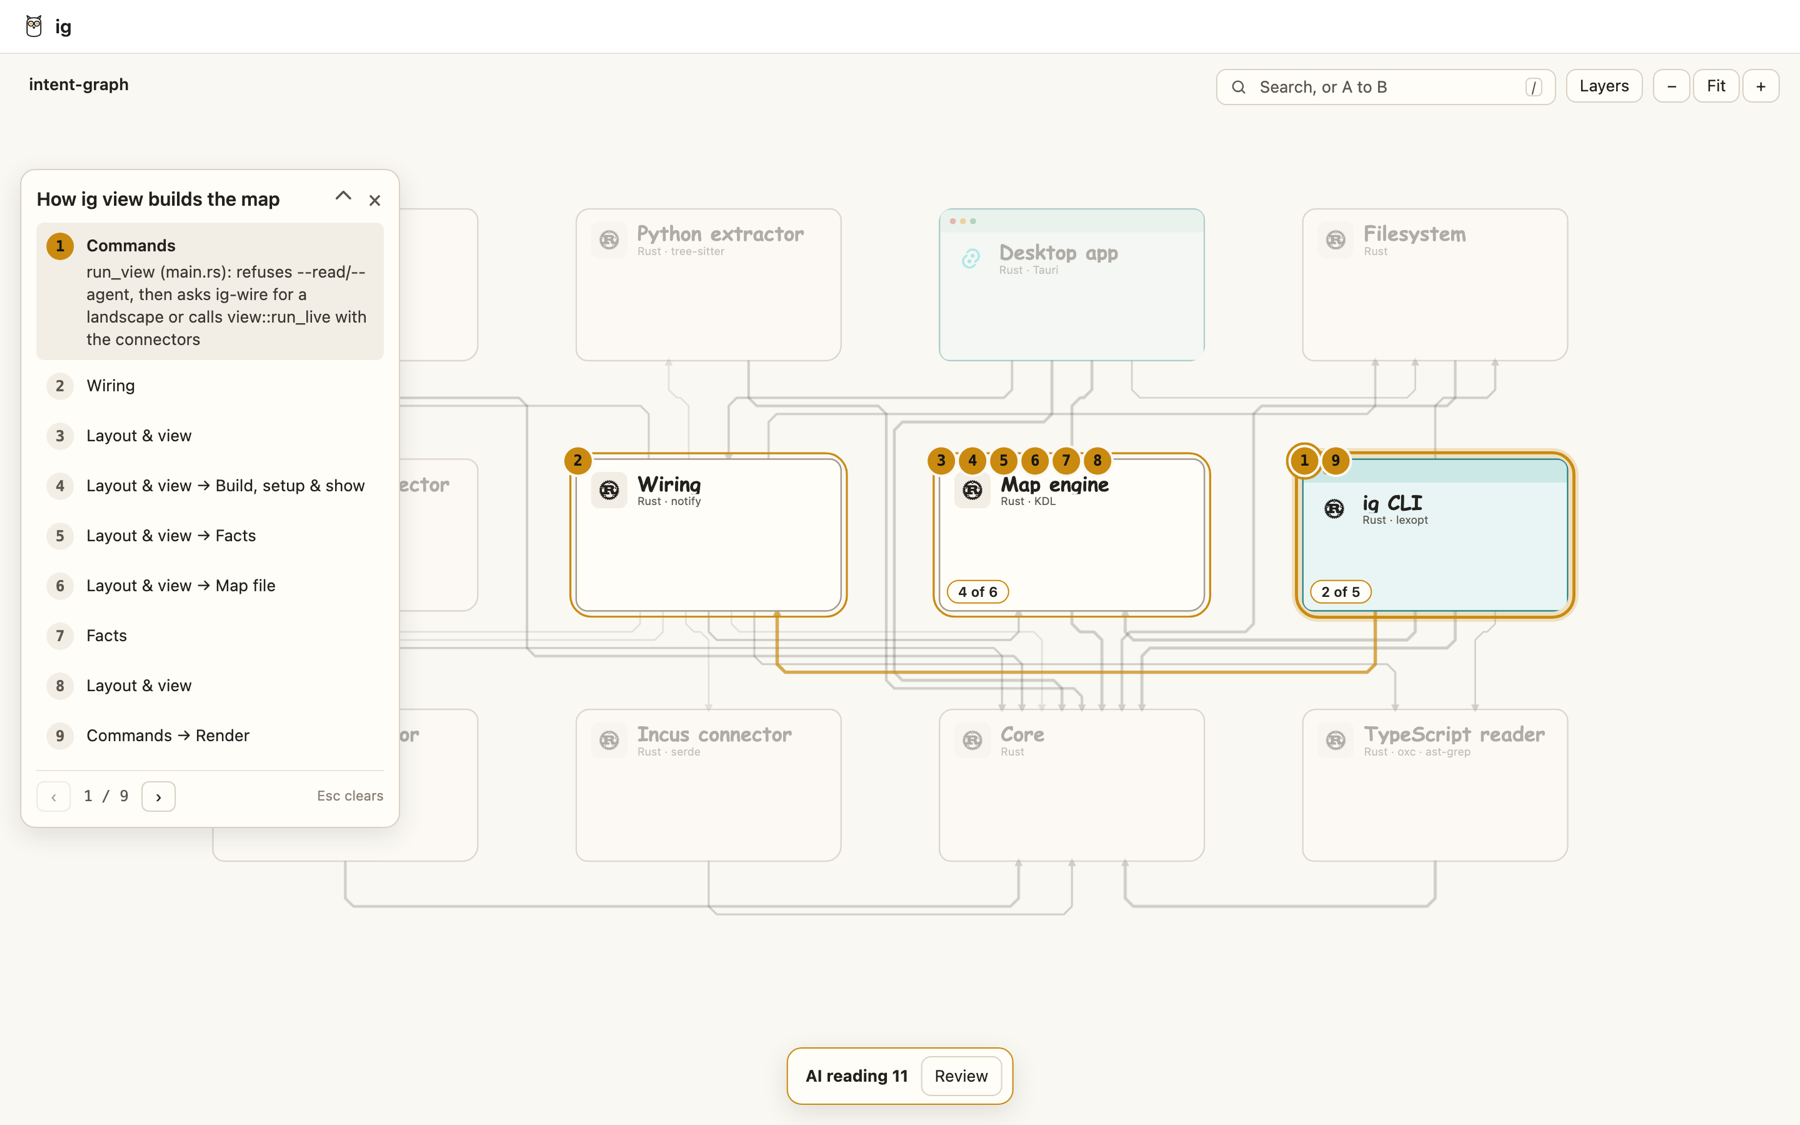 ig
intent-graph
Search, or A to B
/
Layers
−
Fit
+
How ig view builds the map
1
Commands
run_view (main.rs): refuses --read/--
agent, then asks ig-wire for a
landscape or calls view::run_live with
the connectors
2
Wiring
3
Layout & view
4
Layout & view → Build, setup & show
5
Layout & view → Facts
6
Layout & view → Map file
7
Facts
8
Layout & view
9
Commands → Render
‹
1 / 9
›
Esc clears
Python extractor
Rust · tree-sitter
Desktop app
Rust · Tauri
Filesystem
Rust
ector
2
Wiring
Rust · notify
3 4 5 6 7 8
Map engine
Rust · KDL
4 of 6
1 9
ig CLI
Rust · lexopt
2 of 5
or
Incus connector
Rust · serde
Core
Rust
TypeScript reader
Rust · oxc · ast-grep
AI reading 11
Review